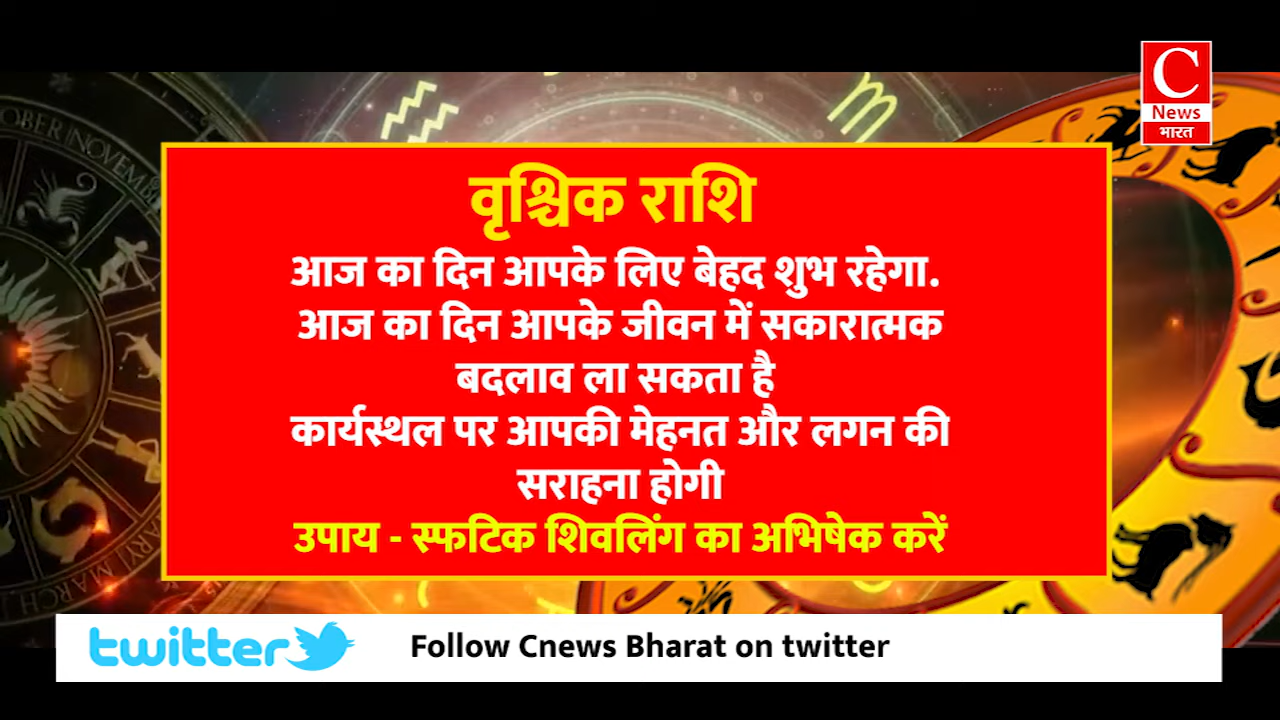 C
News
भारत
वृश्चिक राशि
आज का दिन आपके लिए बेहद शुभ रहेगा.
आज का दिन आपके जीवन में सकारात्मक
बदलाव ला सकता है
कार्यस्थल पर आपकी मेहनत और लगन की
सराहना होगी
उपाय - स्फटिक शिवलिंग का अभिषेक करें
twitter
Follow Cnews Bharat on twitter